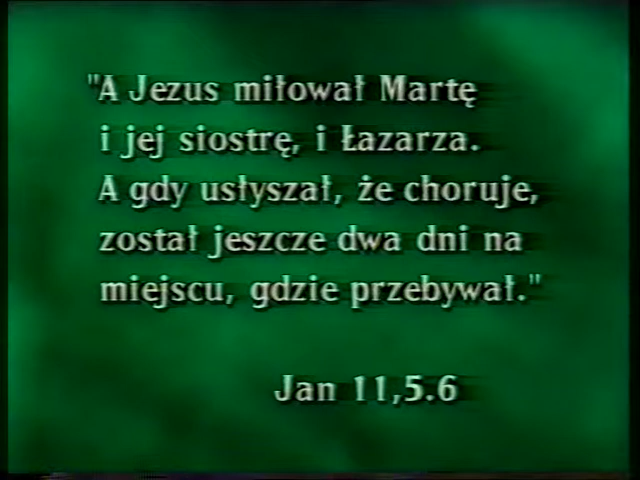 "A Jezus miłował Martę
i jej siostrę, i Łazarza.
A gdy usłyszał, że choruje,
został jeszcze dwa dni na
miejscu, gdzie przebywał."
Jan 11,5.6